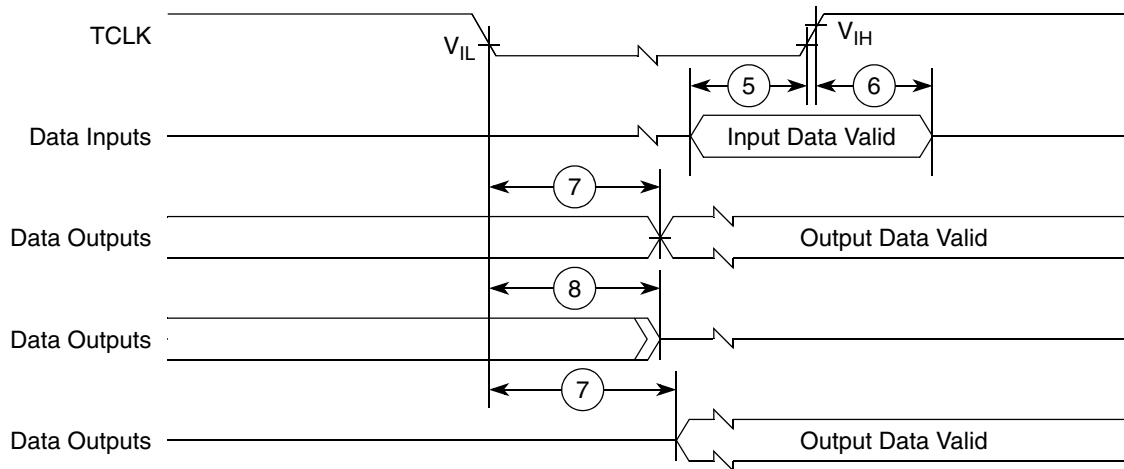 TCLK
V_IL
V_IH
5
6
Data Inputs
Input Data Valid
7
Data Outputs
Output Data Valid
8
Data Outputs
7
Data Outputs
Output Data Valid